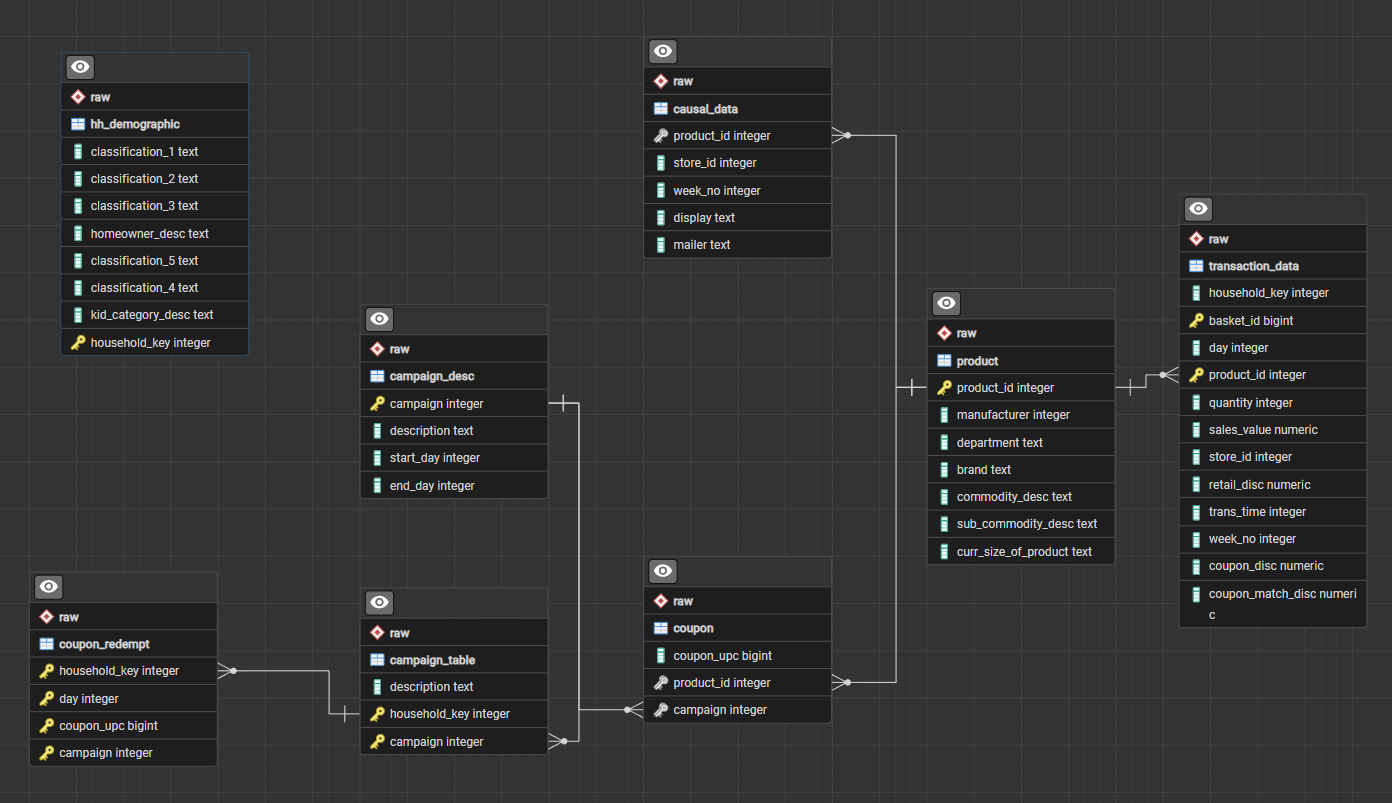 raw
hh_demographic
classification_1 text
classification_2 text
classification_3 text
homeowner_desc text
classification_5 text
classification_4 text
kid_category_desc text
household_key integer
raw
causal_data
product_id integer
store_id integer
week_no integer
display text
mailer text
raw
campaign_desc
campaign integer
description text
start_day integer
end_day integer
raw
product
product_id integer
manufacturer integer
department text
brand text
commodity_desc text
sub_commodity_desc text
curr_size_of_product text
raw
transaction_data
household_key integer
basket_id bigint
day integer
product_id integer
quantity integer
sales_value numeric
store_id integer
retail_disc numeric
trans_time integer
week_no integer
coupon_disc numeric
coupon_match_disc numeri
c
raw
coupon_redempt
household_key integer
day integer
coupon_upc bigint
campaign integer
raw
campaign_table
description text
household_key integer
campaign integer
raw
coupon
coupon_upc bigint
product_id integer
campaign integer